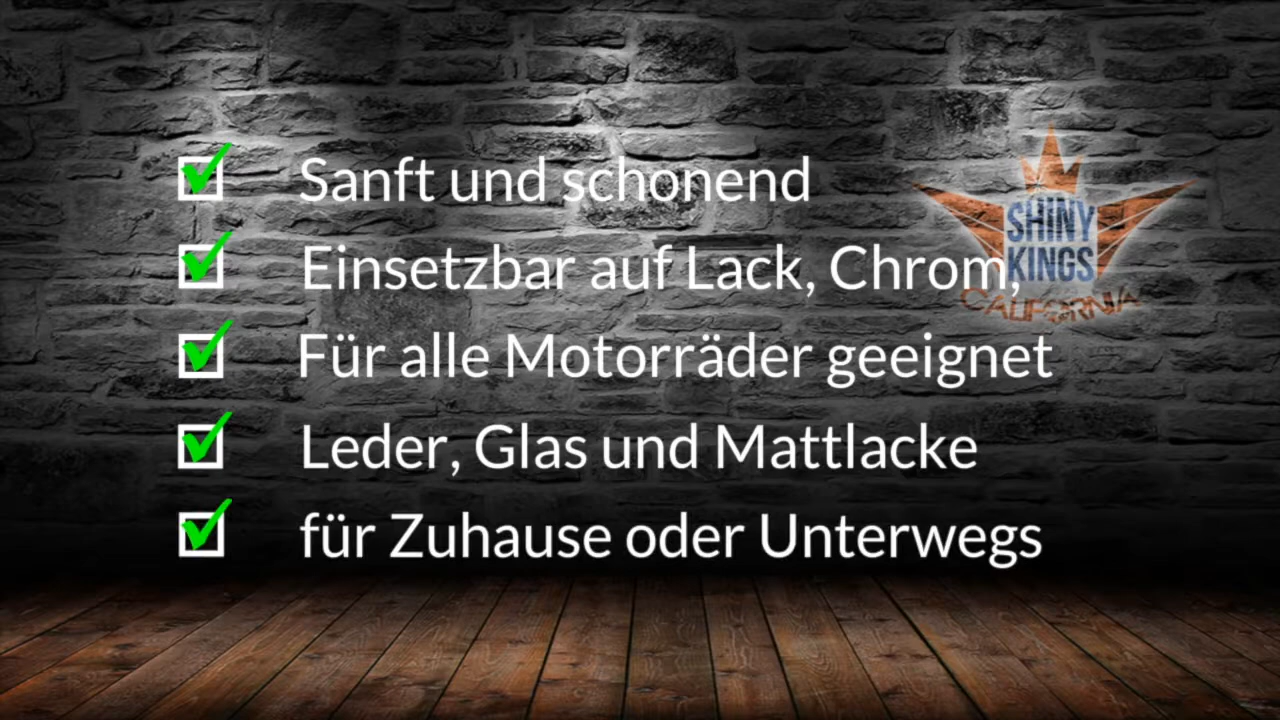 Sanft und schonend
SHINY
KINGS
CALIFORNIA
Einsetzbar auf Lack, Chrom,
Für alle Motorräder geeignet
Leder, Glas und Mattlacke
für Zuhause oder Unterwegs